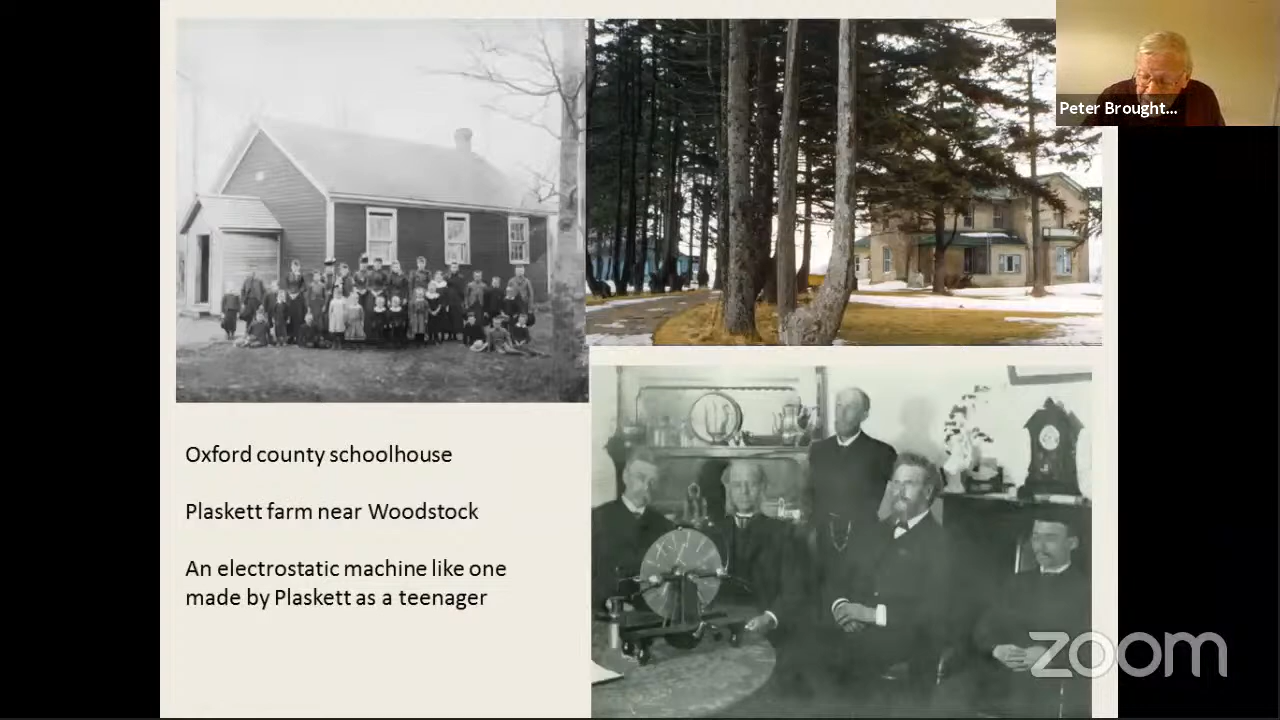 Peter Brought...
Oxford county schoolhouse
Plaskett farm near Woodstock
An electrostatic machine like one
made by Plaskett as a teenager
zoom